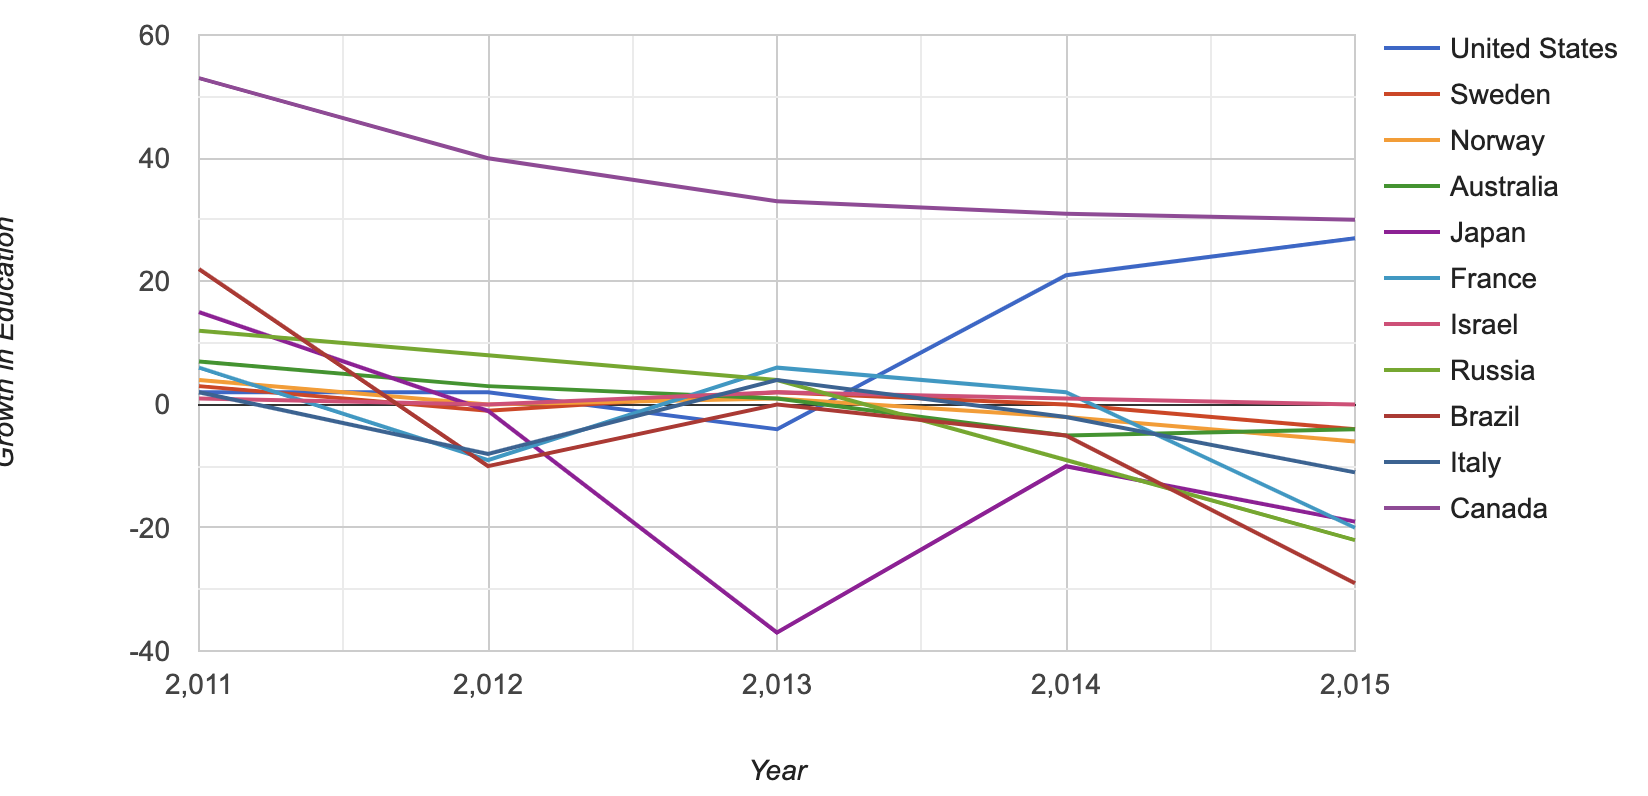 Growth in Education
60
40
20
0
-20
-40
2,011
2,012
2,013
2,014
2,015
Year
United States
Sweden
Norway
Australia
Japan
France
Israel
Russia
Brazil
Italy
Canada